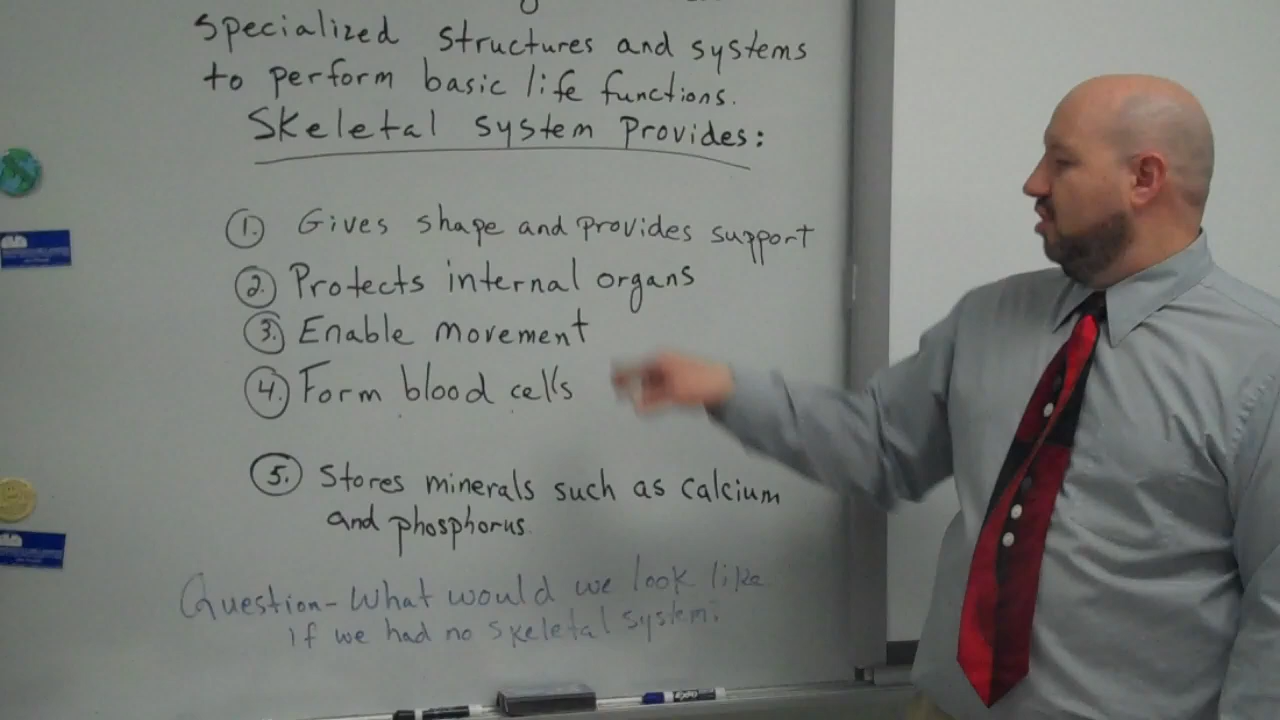 specialized structures and systems
to perform basic life functions.
Skeletal system Provides:
1. Gives shape and provides support
2. Protects internal organs
3. Enable movement
4. Form blood cells
5. Stores minerals such as calcium
and phosphorus.
Question- What would we look like
if we had no skeletal system?
EXPO